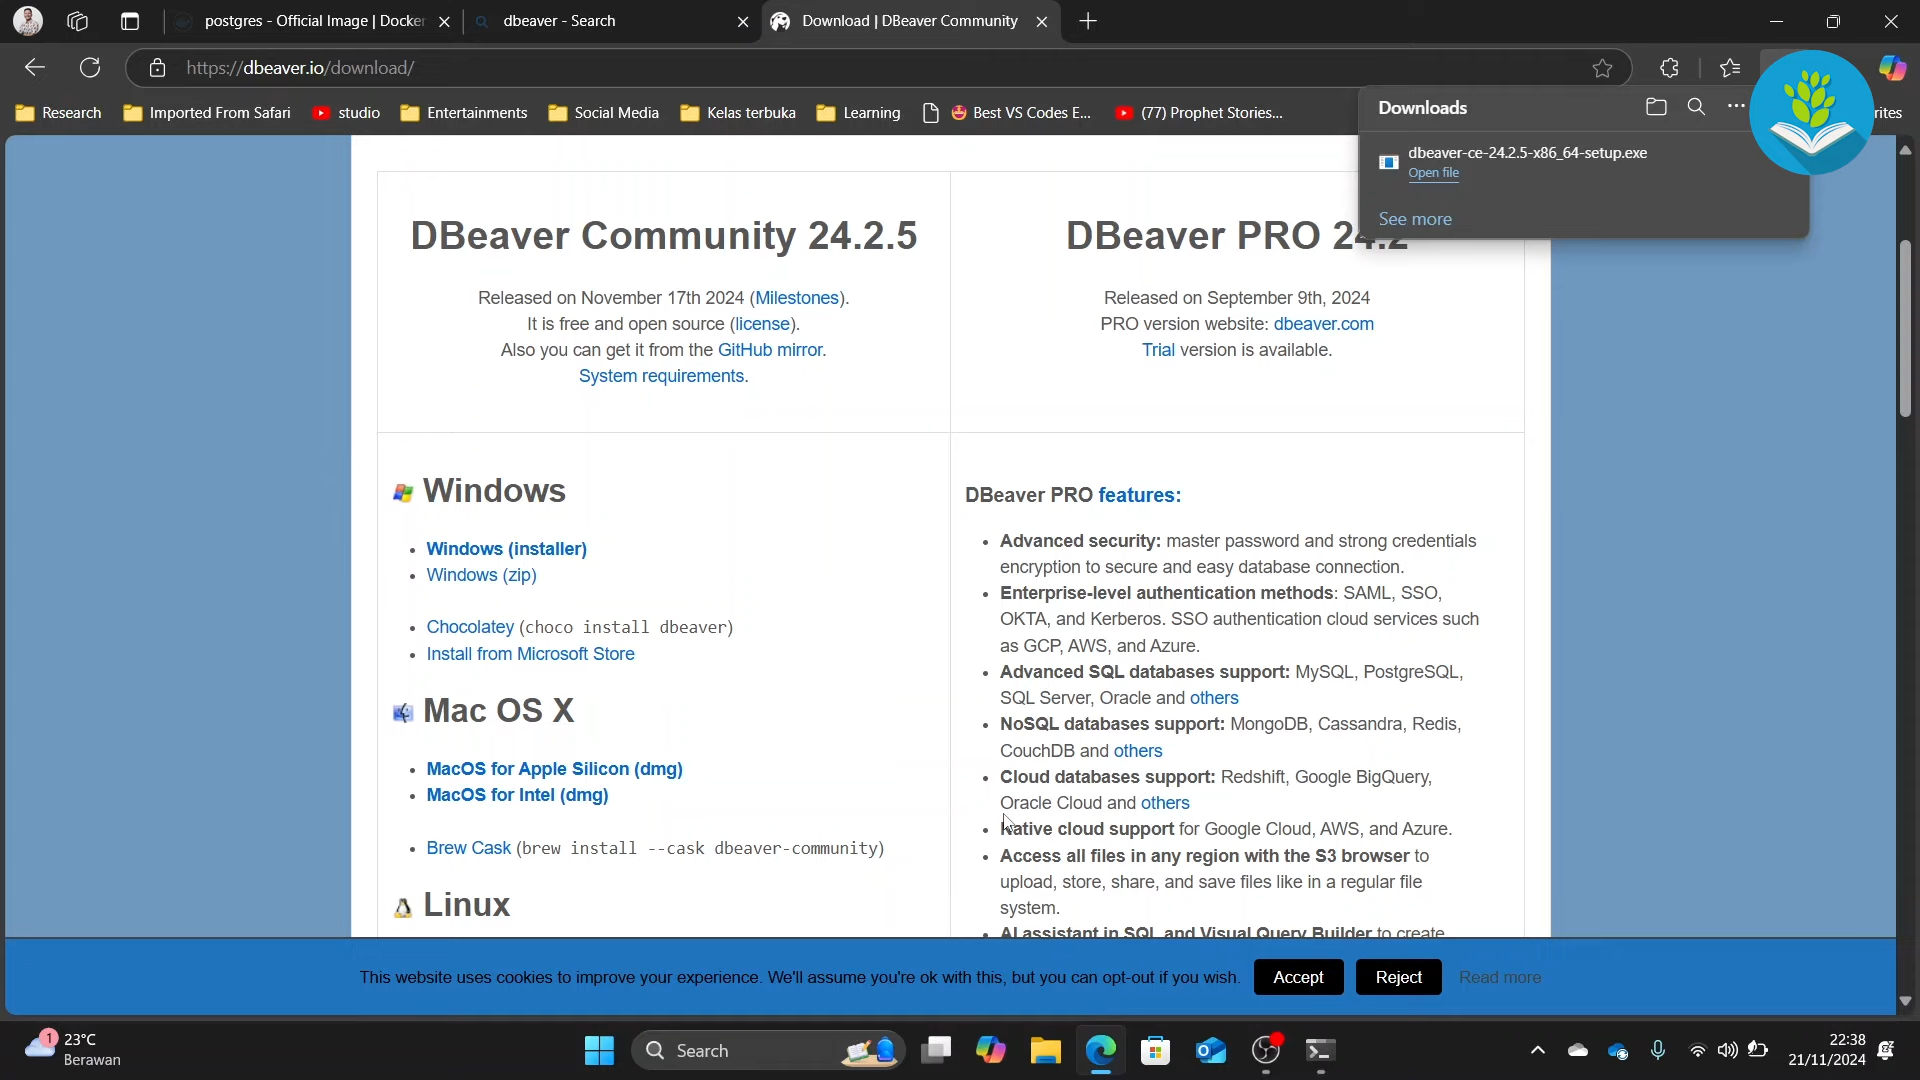 postgres - Official Image | Docker
dbeaver - Search
Download | DBeaver Community
https://dbeaver.io/download/
Research
Imported From Safari
studio
Entertainments
Social Media
Kelas terbuka
Learning
Best VS Codes E...
(77) Prophet Stories...
rites
Downloads
dbeaver-ce-24.2.5-x86_64-setup.exe
Open file
See more
DBeaver Community 24.2.5
Released on November 17th 2024 (Milestones).
It is free and open source (license).
Also you can get it from the GitHub mirror.
System requirements.
DBeaver PRO 24.2
Released on September 9th, 2024
PRO version website: dbeaver.com
Trial version is available.
Windows
• Windows (installer)
• Windows (zip)
• Chocolatey (choco install dbeaver)
• Install from Microsoft Store
Mac OS X
• MacOS for Apple Silicon (dmg)
• MacOS for Intel (dmg)
• Brew Cask (brew install --cask dbeaver-community)
Linux
DBeaver PRO features:
• Advanced security: master password and strong credentials
encryption to secure and easy database connection.
• Enterprise-level authentication methods: SAML, SSO,
OKTA, and Kerberos. SSO authentication cloud services such
as GCP, AWS, and Azure.
• Advanced SQL databases support: MySQL, PostgreSQL,
SQL Server, Oracle and others
• NoSQL databases support: MongoDB, Cassandra, Redis,
CouchDB and others
• Cloud databases support: Redshift, Google BigQuery,
Oracle Cloud and others
• Native cloud support for Google Cloud, AWS, and Azure.
• Access all files in any region with the S3 browser to
upload, store, share, and save files like in a regular file
system.
• AI assistant in SQL and Visual Query Builder to create
This website uses cookies to improve your experience. We'll assume you're ok with this, but you can opt-out if you wish.
Accept
Reject
Read more
1
23°C
Berawan
Search
22:38
21/11/2024